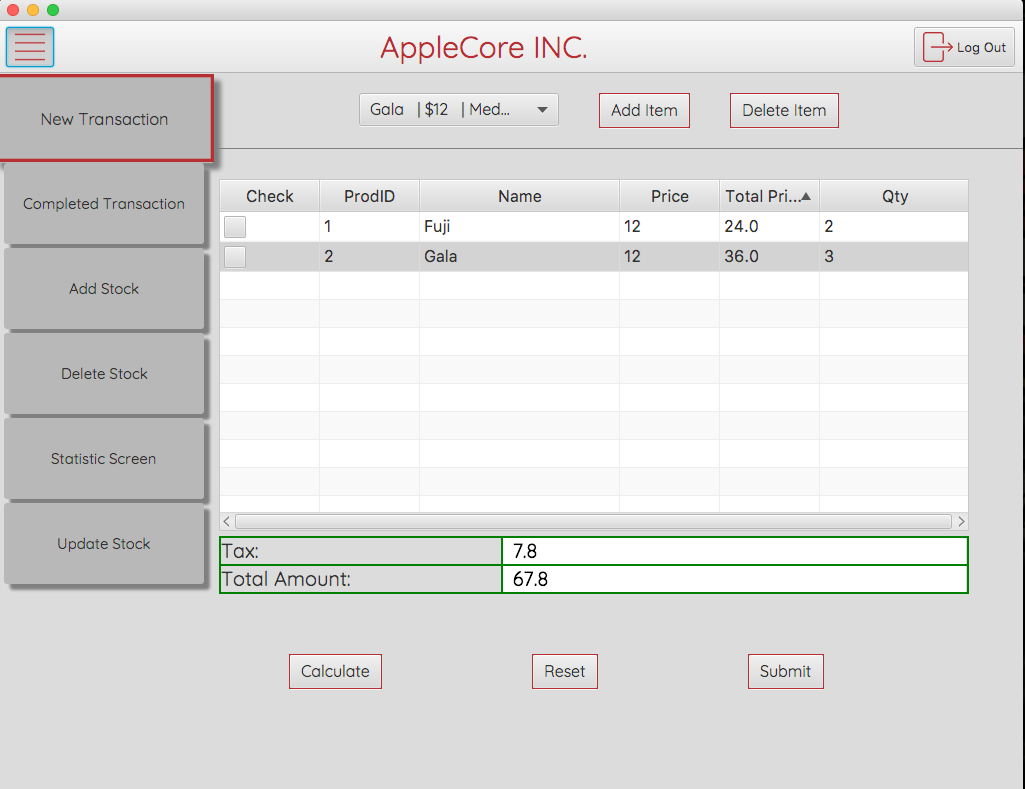 AppleCore INC.
Log Out
New Transaction
Completed Transaction
Add Stock
Delete Stock
Statistic Screen
Update Stock
Gala | $12 | Med...
Add Item
Delete Item
Check ProdID Name Price Total Pri... Qty
1 Fuji 12 24.0 2
2 Gala 12 36.0 3
Tax: 7.8
Total Amount: 67.8
Calculate Reset Submit